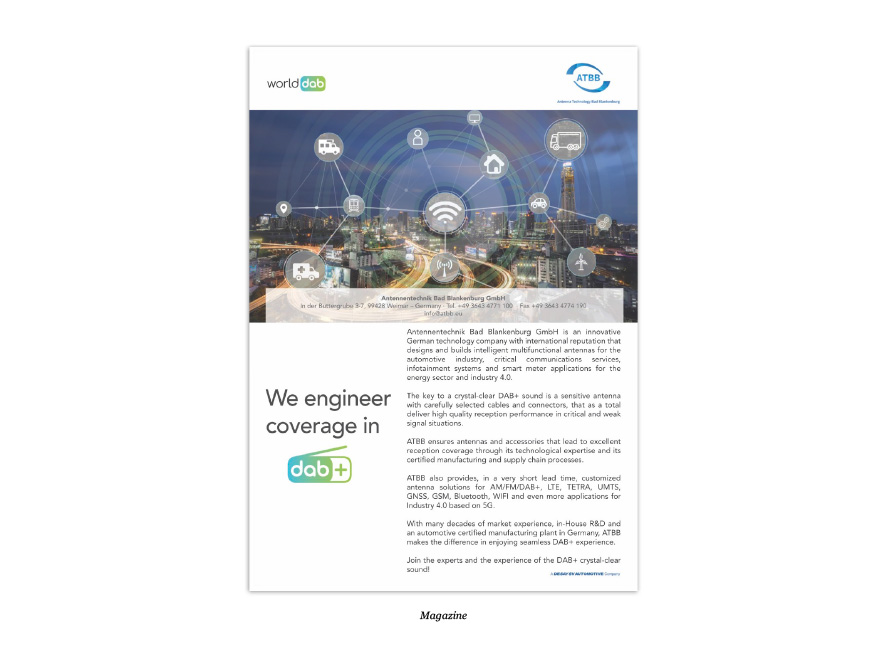 world dab
ATBB
Antenna Technology Bad Blankenburg
Antennentechnik Bad Blankenburg GmbH
In der Buttergrube 3-7, 99428 Weimar – Germany · Tel. +49 3643 4771 100 Fax +49 3643 4774 190
info@atbb.eu
Antennentechnik Bad Blankenburg GmbH is an innovative
German technology company with international reputation that
designs and builds intelligent multifunctional antennas for the
automotive industry, critical communications services,
infotainment systems and smart meter applications for the
energy sector and industry 4.0.
We engineer
coverage in
dab+
The key to a crystal-clear DAB+ sound is a sensitive antenna
with carefully selected cables and connectors, that as a total
deliver high quality reception performance in critical and weak
signal situations.
ATBB ensures antennas and accessories that lead to excellent
reception coverage through its technological expertise and its
certified manufacturing and supply chain processes.
ATBB also provides, in a very short lead time, customized
antenna solutions for AM/FM/DAB+, LTE, TETRA, UMTS,
GNSS, GSM, Bluetooth, WIFI and even more applications for
Industry 4.0 based on 5G.
With many decades of market experience, in-House R&D and
an automotive certified manufacturing plant in Germany, ATBB
makes the difference in enjoying seamless DAB+ experience.
Join the experts and the experience of the DAB+ crystal-clear
sound!
A DESAY SV AUTOMOTIVE Company
Magazine